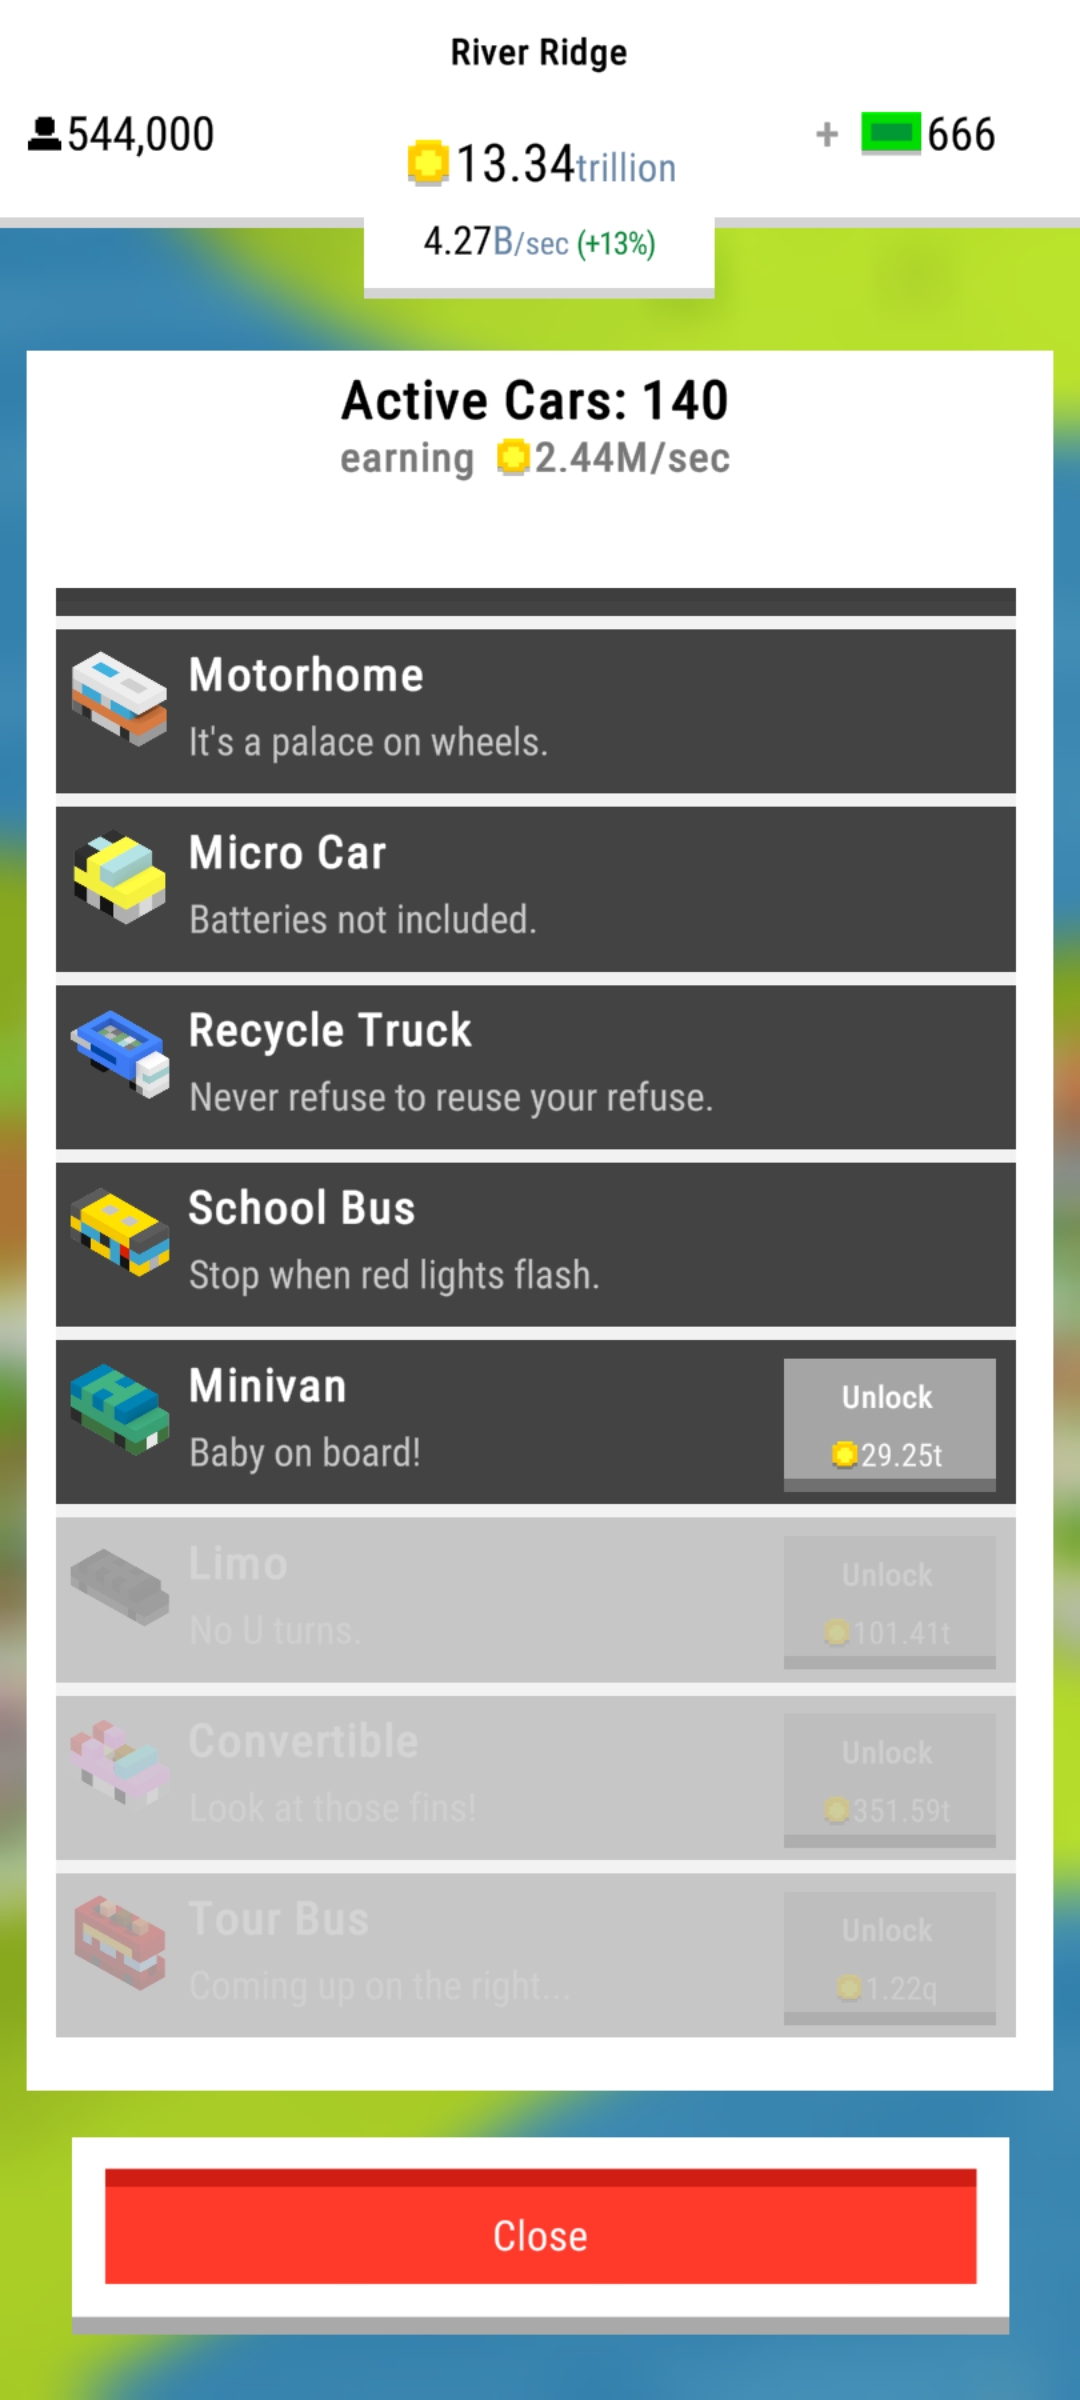 River Ridge
544,000
13.34trillion
+ 666
4.27B/sec (+13%)
Active Cars: 140
earning 2.44M/sec
Motorhome
It's a palace on wheels.
Micro Car
Batteries not included.
Recycle Truck
Never refuse to reuse your refuse.
School Bus
Stop when red lights flash.
Minivan
Baby on board!
Unlock
29.25t
Limo
No U turns.
Unlock
101.41t
Convertible
Look at those fins!
Unlock
351.59t
Tour Bus
Coming up on the right...
Unlock
1.22q
Close